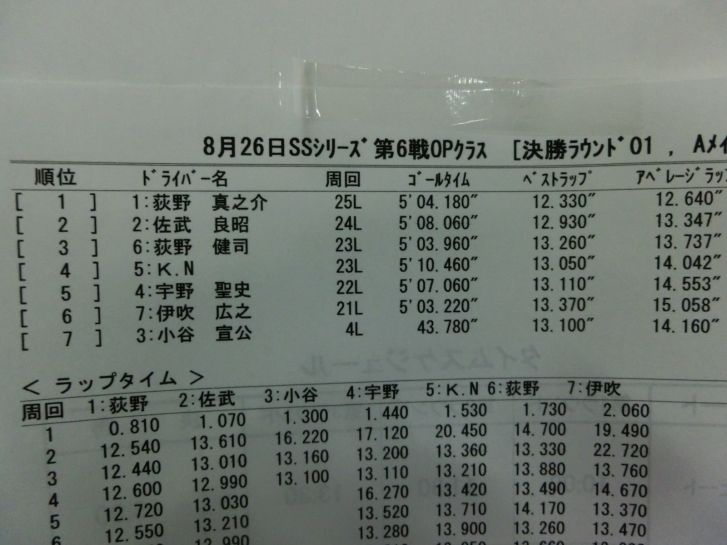 8月26日SSシリーズ 第6戦OPクラス [決勝ラウンド01 , Aメイ
順位 ドライバー名 周回 ゴールタイム ベストラップ アベレージラッ
[ 1 ] 1:荻野 真之介 25L 5'04.180" 12.330" 12.640"
[ 2 ] 2:佐武 良昭 24L 5'08.060" 12.930" 13.347"
[ 3 ] 6:荻野 健司 23L 5'03.960" 13.260" 13.737"
[ 4 ] 5:K.N 23L 5'10.460" 13.050" 14.042"
[ 5 ] 4:宇野 聖史 22L 5'07.060" 13.110" 14.553"
[ 6 ] 7:伊吹 広之 21L 5'03.220" 13.370" 15.058"
[ 7 ] 3:小谷 宣公 4L 43.780" 13.100" 14.160"
< ラップタイム >
周回 1:荻野 2:佐武 3:小谷 4:宇野 5:K.N 6:荻野 7:伊吹
1 0.810 1.070 1.300 1.440 1.530 1.730 2.060
2 12.540 13.610 16.220 17.120 20.450 14.700 19.490
3 12.440 13.010 13.160 13.200 13.360 13.330 22.720
4 12.600 12.990 13.100 13.110 13.210 13.880 13.760
5 12.720 13.030 16.270 13.420 13.490 14.670
6 12.550 13.210 13.520 13.710 14.170 13.370
12.990 13.280 13.900 13.260 13.470